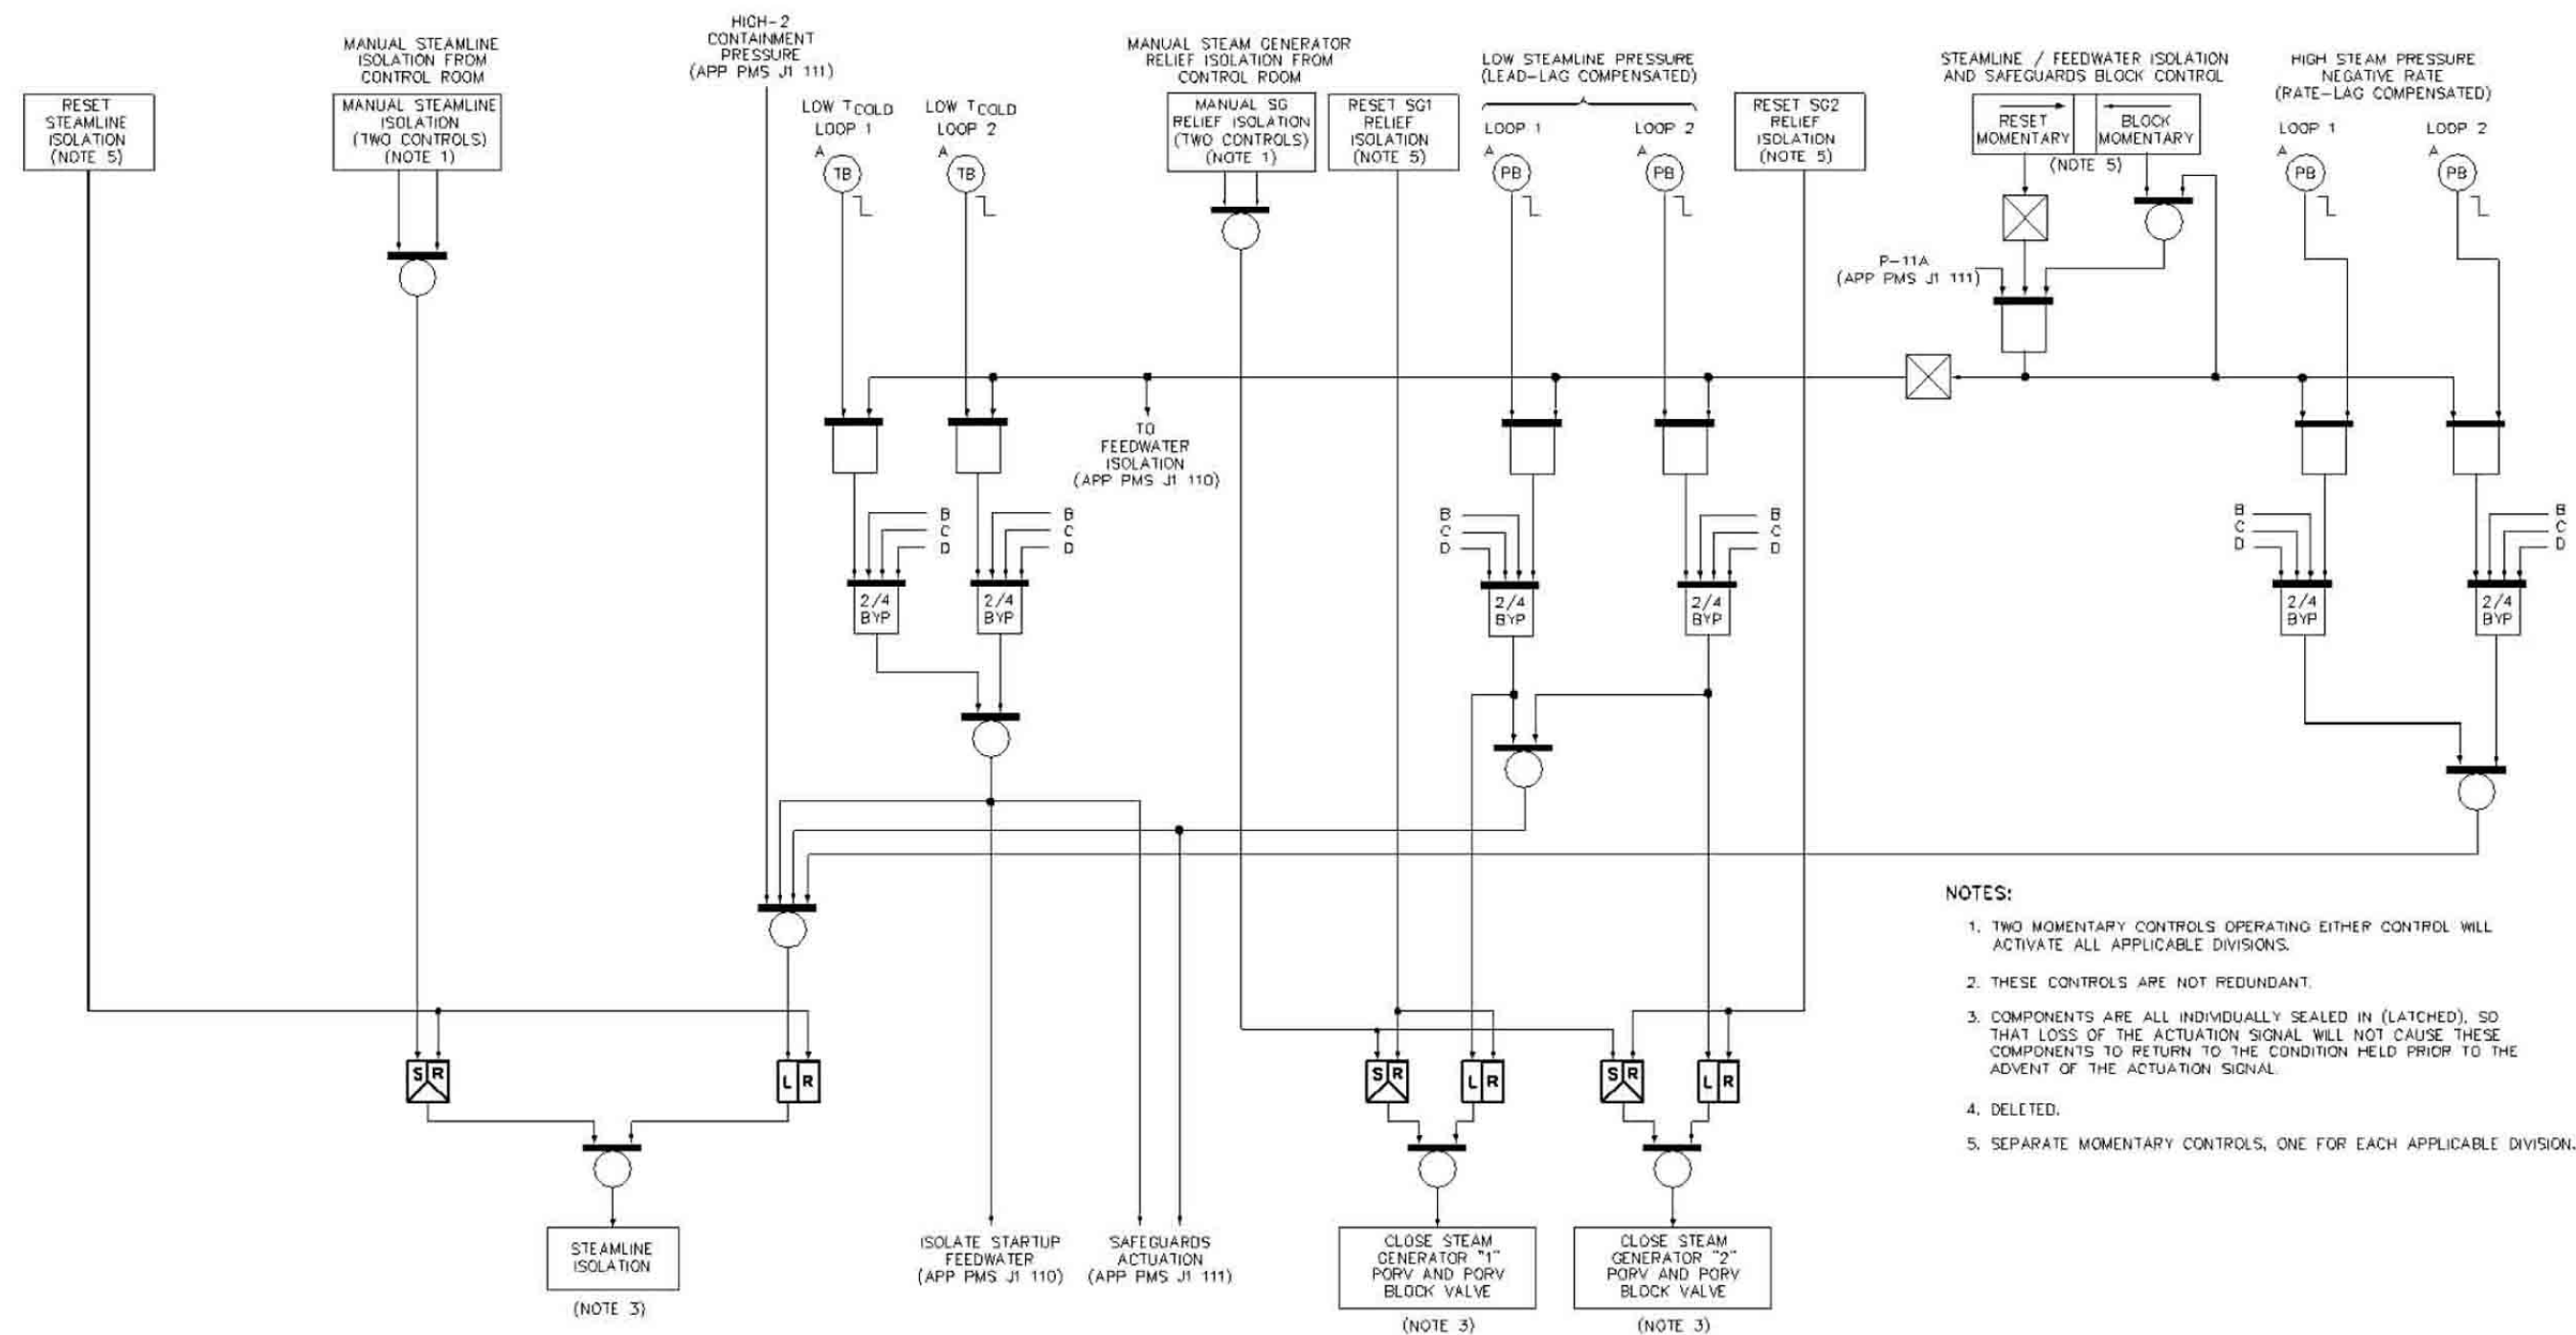 HIGH-2
CONTAINMENT
PRESSURE
(APP PMS J1 111)
MANUAL STEAMLINE
ISOLATION FROM
CONTROL ROOM
MANUAL STEAM GENERATOR
RELIEF ISOLATION FROM
CONTROL ROOM
LOW STEAMLINE PRESSURE
(LEAD-LAG COMPENSATED)
STEAMLINE / FEEDWATER ISOLATION
AND SAFEGUARDS BLOCK CONTROL
HIGH STEAM PRESSURE
NEGATIVE RATE
(RATE-LAG COMPENSATED)
RESET
STEAMLINE
ISOLATION
(NOTE 5)
MANUAL STEAMLINE
ISOLATION
(TWO CONTROLS)
(NOTE 1)
LOW TCOLD
LOOP 1
A
TB
LOW TCOLD
LOOP 2
A
TB
MANUAL SG
RELIEF ISOLATION
(TWO CONTROLS)
(NOTE 1)
RESET SG1
RELIEF
ISOLATION
(NOTE 5)
LOOP 1
A
PB
LOOP 2
A
PB
RESET SG2
RELIEF
ISOLATION
(NOTE 5)
RESET
MOMENTARY
BLOCK
MOMENTARY
(NOTE 5)
LOOP 1
A
PB
LOOP 2
A
PB
P-11A
(APP PMS J1 111)
TO
FEEDWATER
ISOLATION
(APP PMS J1 110)
B
C
D
B
C
D
B
C
D
B
C
D
B
C
D
B
C
D
2/4
BYP
2/4
BYP
2/4
BYP
2/4
BYP
2/4
BYP
2/4
BYP
NOTES:
1. TWO MOMENTARY CONTROLS OPERATING EITHER CONTROL WILL
ACTIVATE ALL APPLICABLE DIVISIONS.
2. THESE CONTROLS ARE NOT REDUNDANT.
3. COMPONENTS ARE ALL INDIVIDUALLY SEALED IN (LATCHED), SO
THAT LOSS OF THE ACTUATION SIGNAL WILL NOT CAUSE THESE
COMPONENTS TO RETURN TO THE CONDITION HELD PRIOR TO THE
ADVENT OF THE ACTUATION SIGNAL.
4. DELETED.
5. SEPARATE MOMENTARY CONTROLS, ONE FOR EACH APPLICABLE DIVISION.
S R
L R
S R
L R
S R
L R
STEAMLINE
ISOLATION
(NOTE 3)
ISOLATE STARTUP
FEEDWATER
(APP PMS J1 110)
SAFEGUARDS
ACTUATION
(APP PMS J1 111)
CLOSE STEAM
GENERATOR "1"
PORV AND PORV
BLOCK VALVE
(NOTE 3)
CLOSE STEAM
GENERATOR "2"
PORV AND PORV
BLOCK VALVE
(NOTE 3)